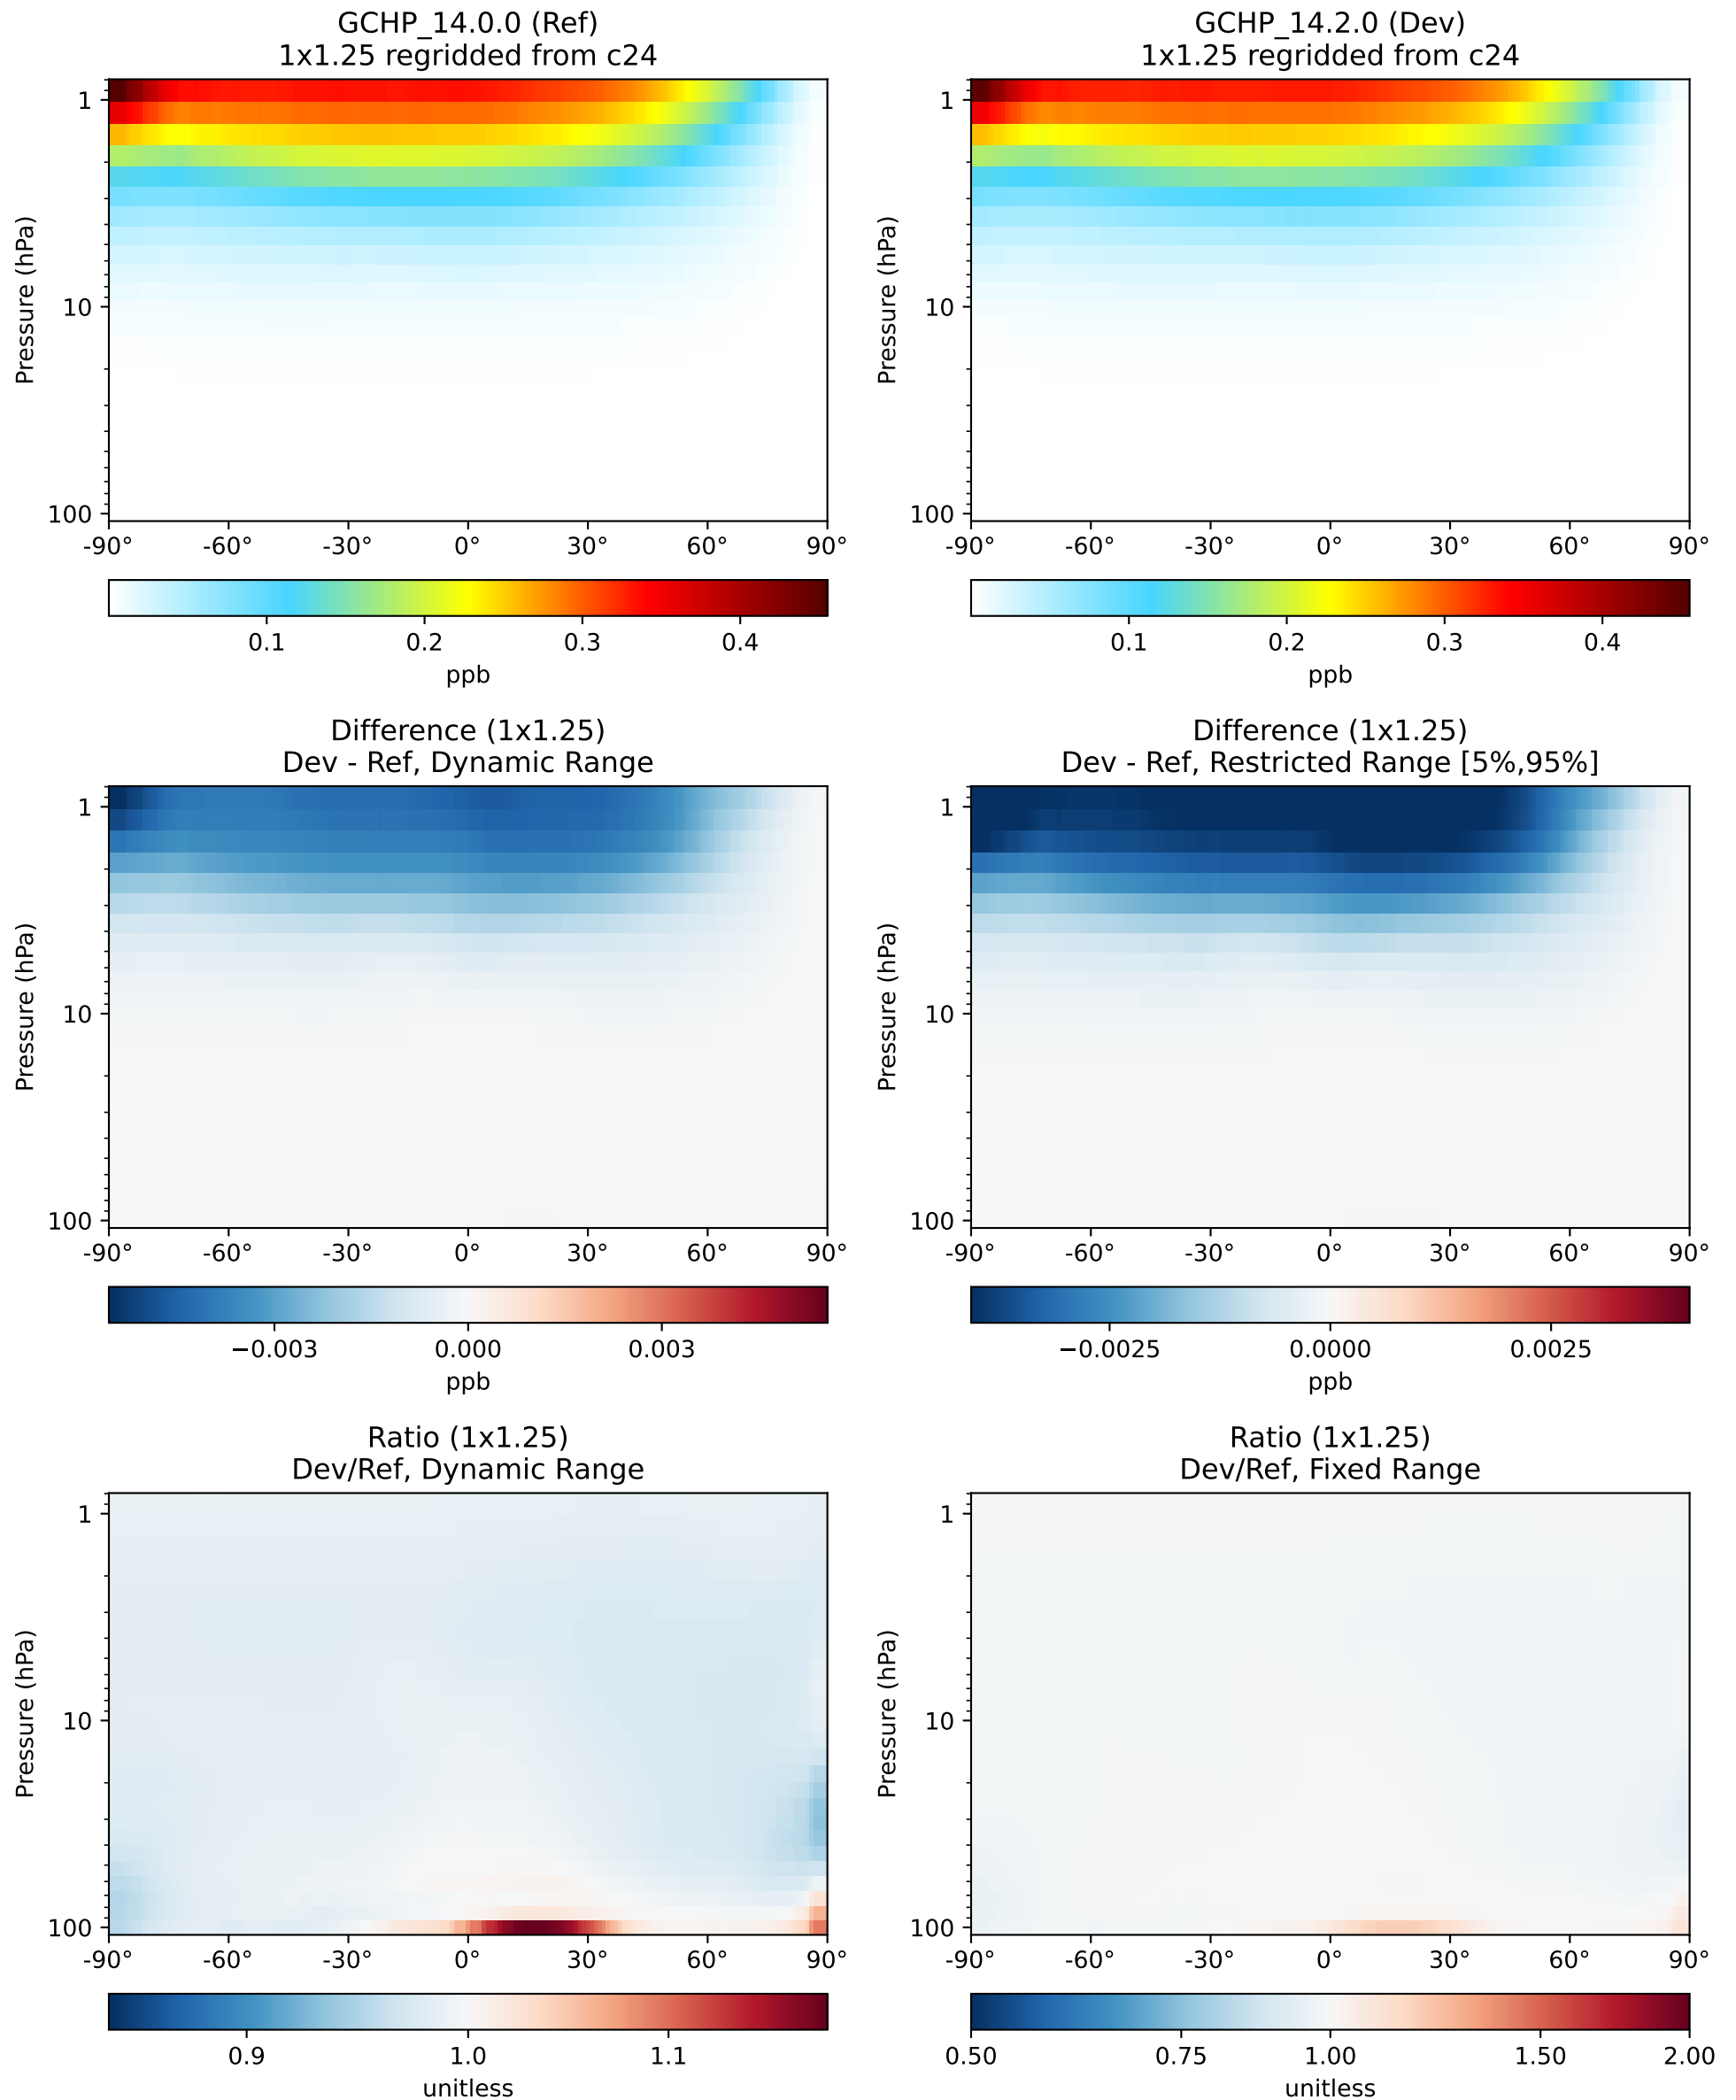 GCHP_14.0.0 (Ref)
1x1.25 regridded from c24
Pressure (hPa)
1
10
100
-90° -60° -30° 0° 30° 60° 90°
0.1 0.2 0.3 0.4
ppb
GCHP_14.2.0 (Dev)
1x1.25 regridded from c24
Pressure (hPa)
1
10
100
-90° -60° -30° 0° 30° 60° 90°
0.1 0.2 0.3 0.4
ppb
Difference (1x1.25)
Dev - Ref, Dynamic Range
Pressure (hPa)
1
10
100
-90° -60° -30° 0° 30° 60° 90°
−0.003 0.000 0.003
ppb
Difference (1x1.25)
Dev - Ref, Restricted Range [5%,95%]
Pressure (hPa)
1
10
100
-90° -60° -30° 0° 30° 60° 90°
−0.0025 0.0000 0.0025
ppb
Ratio (1x1.25)
Dev/Ref, Dynamic Range
Pressure (hPa)
1
10
100
-90° -60° -30° 0° 30° 60° 90°
0.9 1.0 1.1
unitless
Ratio (1x1.25)
Dev/Ref, Fixed Range
Pressure (hPa)
1
10
100
-90° -60° -30° 0° 30° 60° 90°
0.50 0.75 1.00 1.50 2.00
unitless